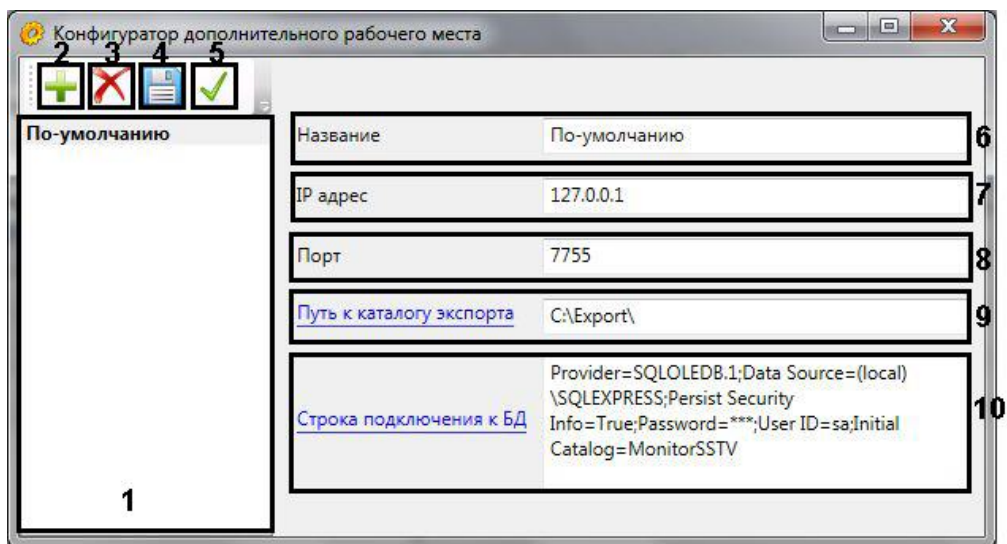 Конфигуратор дополнительного рабочего места
2 3 4 5
По-умолчанию
Название По-умолчанию 6
IP адрес 127.0.0.1 7
Порт 7755 8
Путь к каталогу экспорта C:\Export\ 9
Provider=SQLOLEDB.1;Data Source=(local)
\SQLEXPRESS;Persist Security
Строка подключения к БД Info=True;Password=***;User ID=sa;Initial 10
Catalog=MonitorSSTV
1